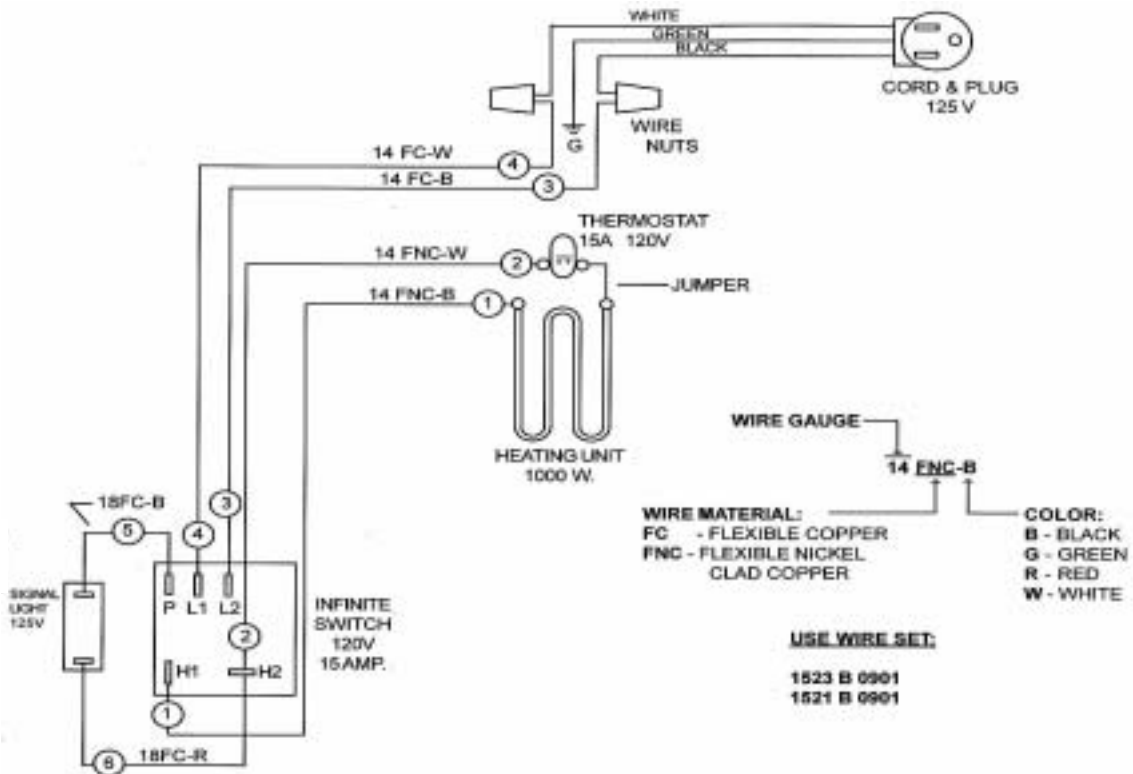 WHITE
GREEN
BLACK
CORD & PLUG
125 V
WIRE
NUTS
G
14 FC-W
4
14 FC-B
3
THERMOSTAT
15A 120V
14 FNC-W
2
JUMPER
14 FNC-B
1
HEATING UNIT
1000 W.
WIRE GAUGE
14 FNC-B
WIRE MATERIAL:
FC - FLEXIBLE COPPER
FNC - FLEXIBLE NICKEL
CLAD COPPER
COLOR:
B - BLACK
G - GREEN
R - RED
W - WHITE
18FC-B
5
4
3
SIGNAL
LIGHT
125V
P L1 L2
2
H1 H2
INFINITE
SWITCH
120V
15 AMP.
1
6
18FC-R
USE WIRE SET:
1523 B 0901
1521 B 0901